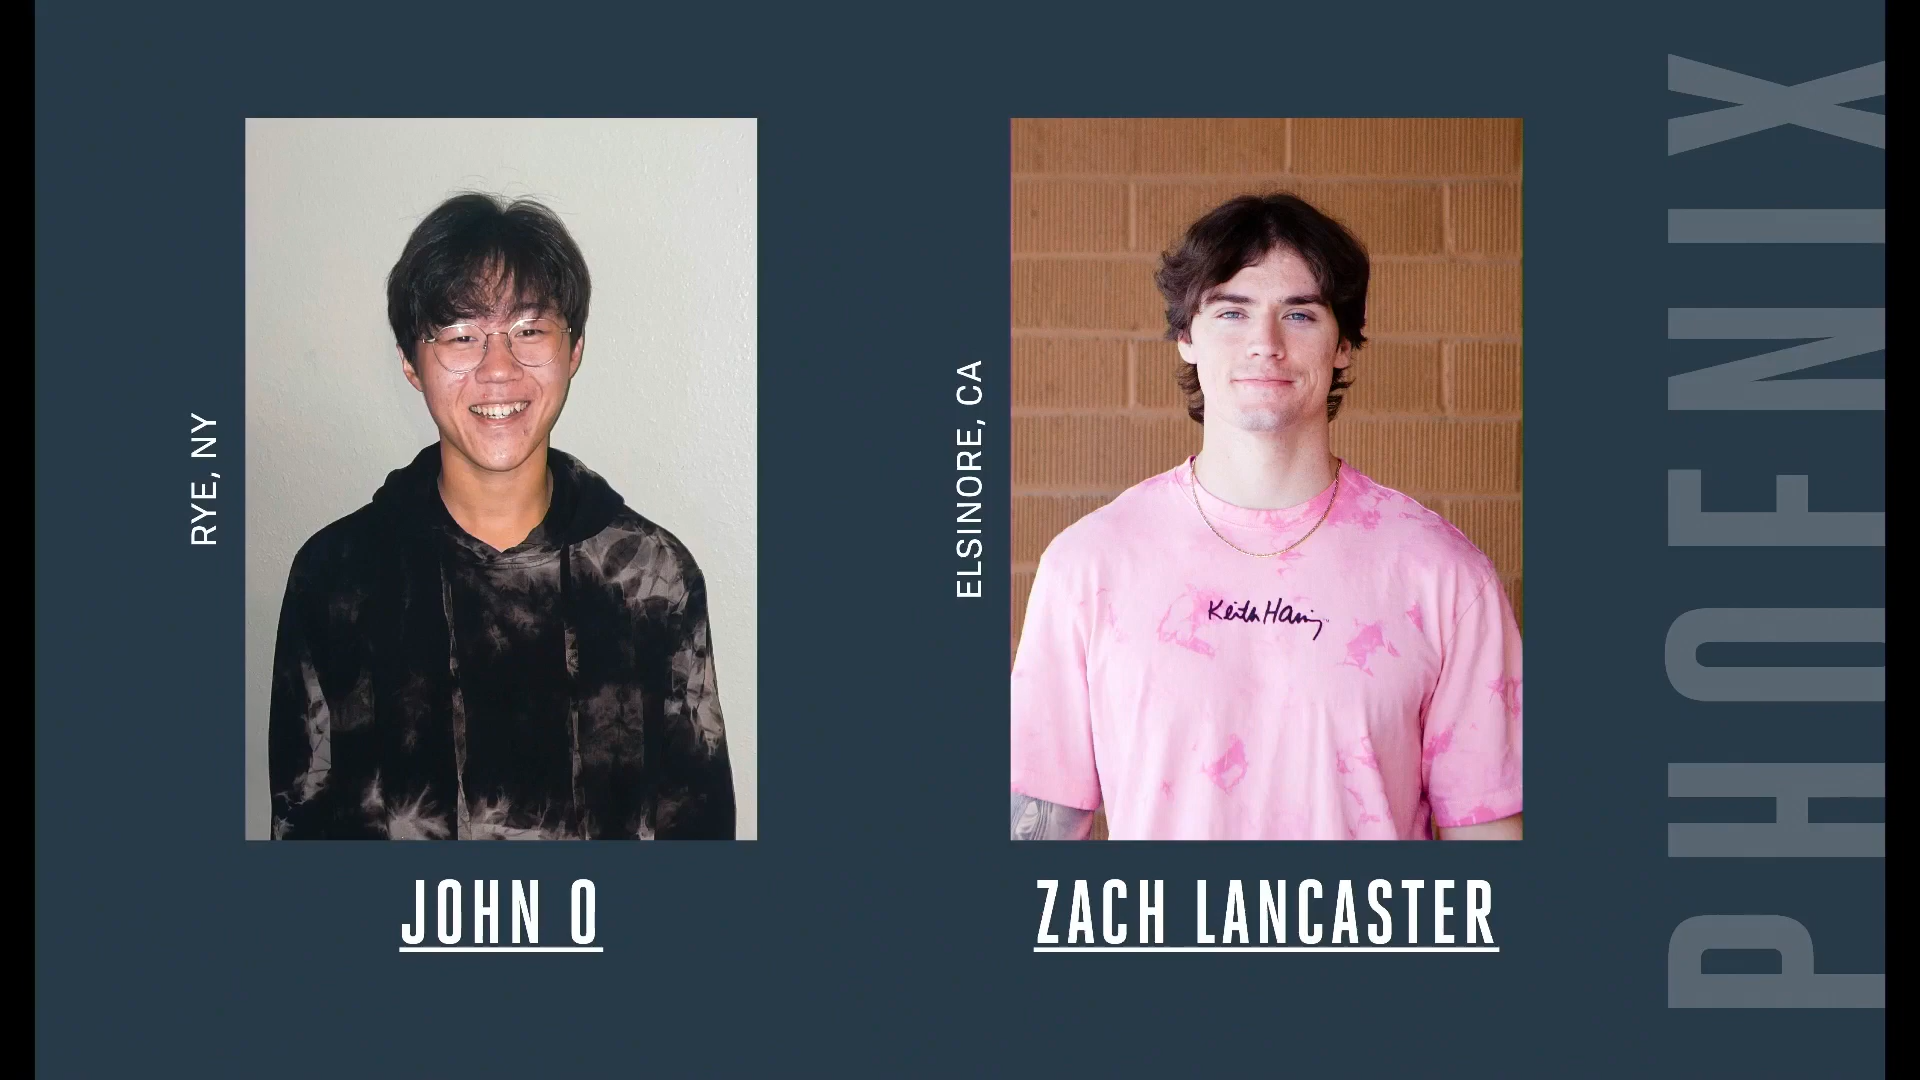 RYE, NY
JOHN O
ELSINORE, CA
Keith Haring
ZACH LANCASTER
PHOENIX